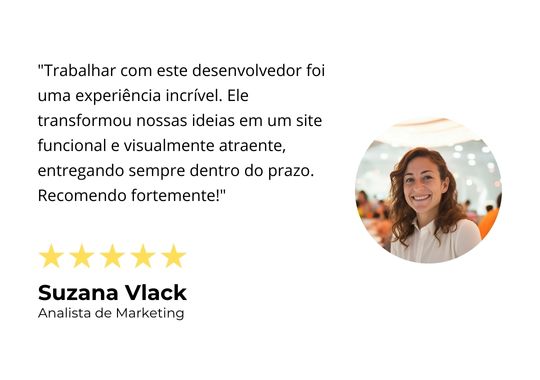 "Trabalhar com este desenvolvedor foi
uma experiência incrível. Ele
transformou nossas ideias em um site
funcional e visualmente atraente,
entregando sempre dentro do prazo.
Recomendo fortemente!"
Suzana Vlack
Analista de Marketing